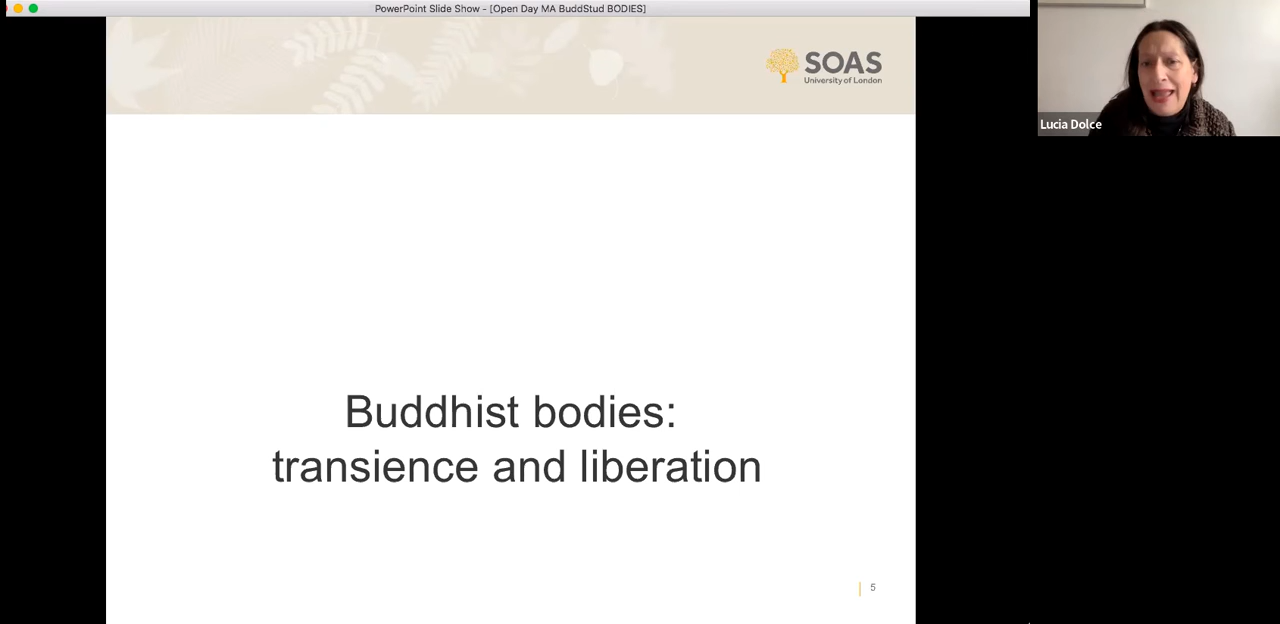 PowerPoint Slide Show - [Open Day MA BuddStud BODIES]
SOAS
University of London
Lucia Dolce
Buddhist bodies:
transience and liberation
5